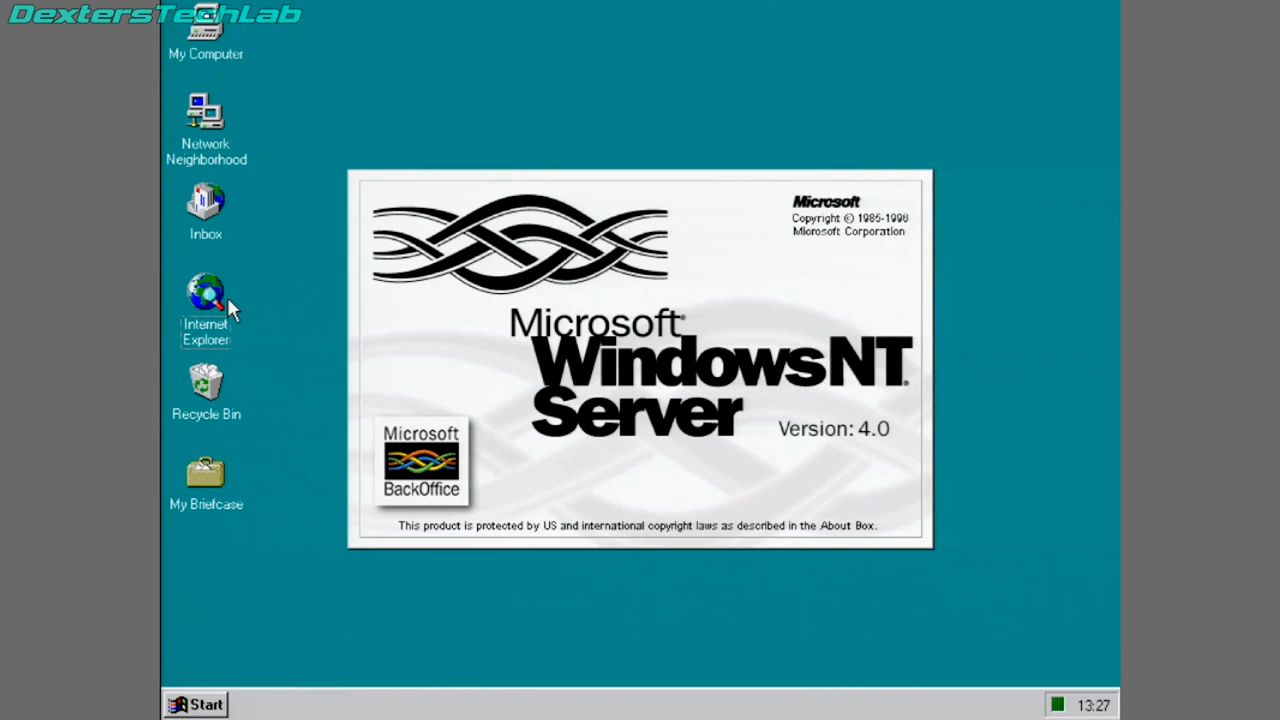 DextersTechLab
My Computer
Network
Neighborhood
Inbox
Internet
Explorer
Recycle Bin
My Briefcase
Microsoft
Copyright © 1985-1996
Microsoft Corporation
Microsoft®
Windows NT®
Server
Version: 4.0
Microsoft
BackOffice
This product is protected by US and international copyright laws as described in the About Box.
Start
13:27